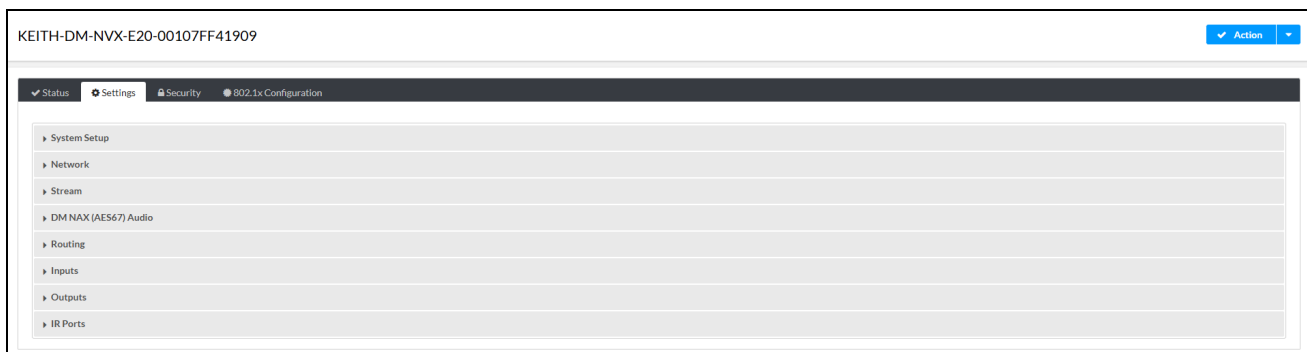 KEITH-DM-NVX-E20-00107FF41909
Action
Status Settings Security 802.1x Configuration
System Setup
Network
Stream
DM NAX (AES67) Audio
Routing
Inputs
Outputs
IR Ports